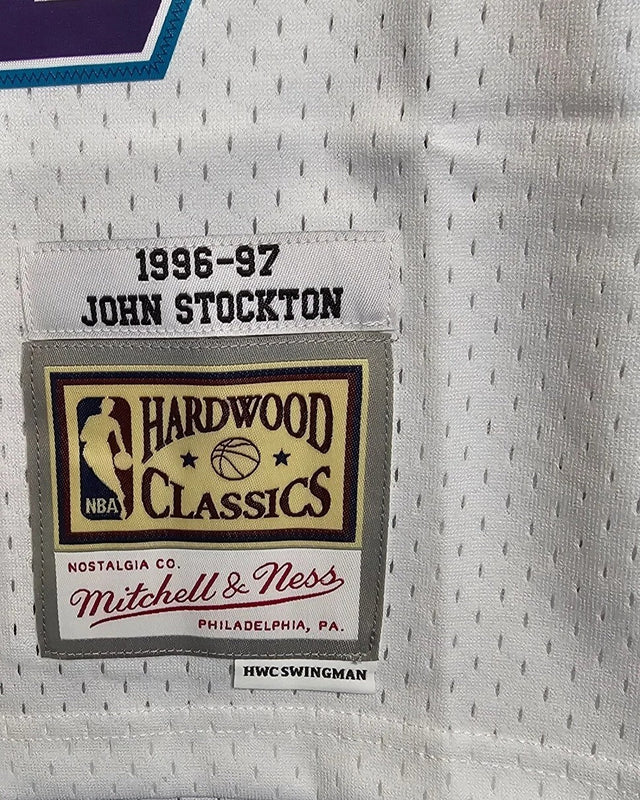 1996-97
JOHN STOCKTON
HARDWOOD
CLASSICS
NBA
NOSTALGIA CO.
Mitchell & Ness
PHILADELPHIA, PA.
HWC SWINGMAN